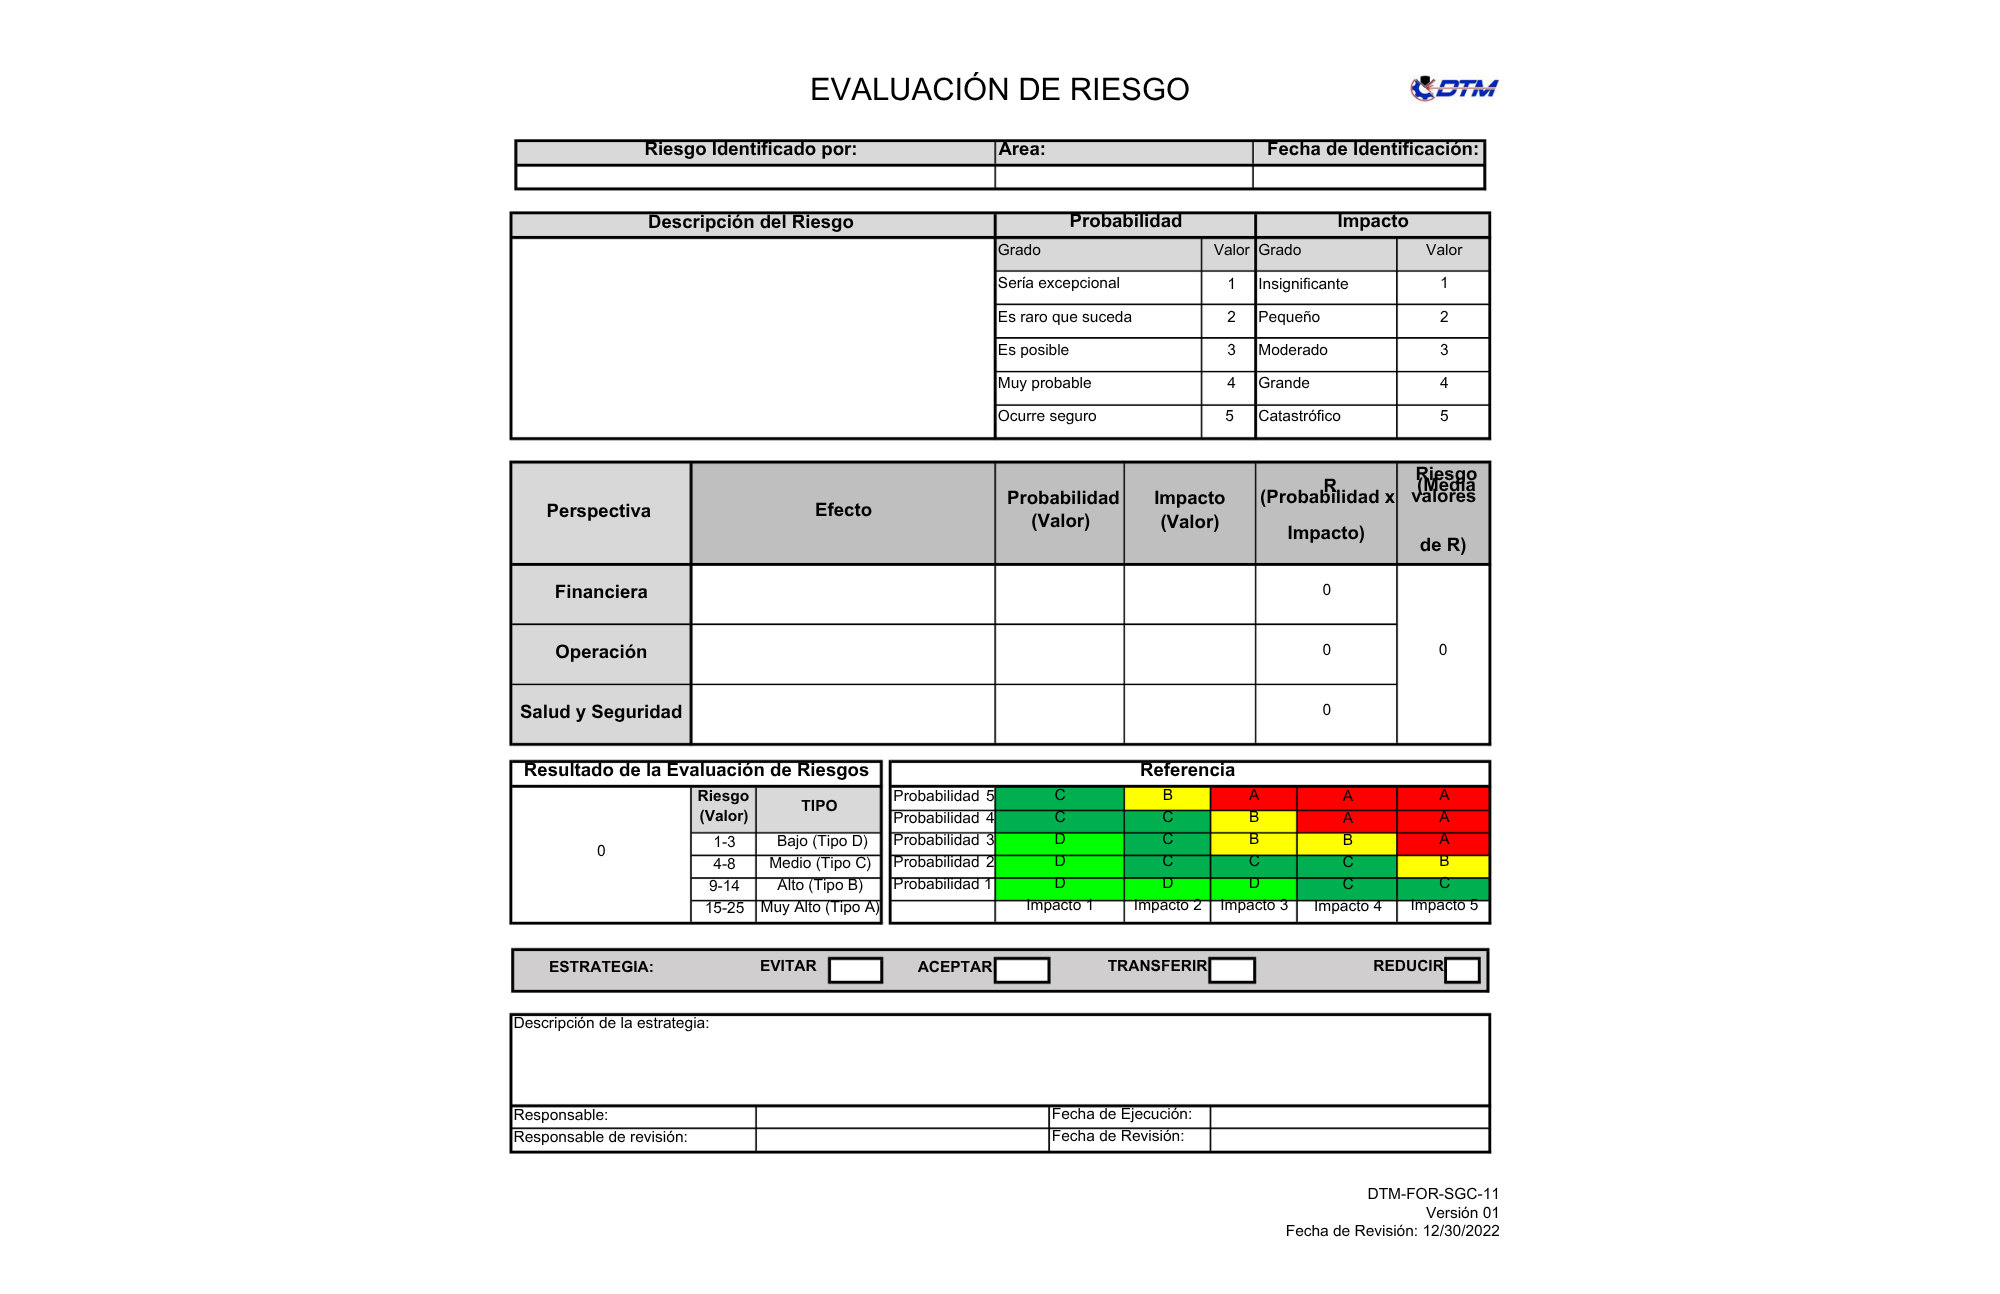 EVALUACIÓN DE RIESGO
DTM
Riesgo Identificado por: Área: Fecha de Identificación:
Descripción del Riesgo Probabilidad Impacto
Grado Valor Grado Valor
Sería excepcional 1 Insignificante 1
Es raro que suceda 2 Pequeño 2
Es posible 3 Moderado 3
Muy probable 4 Grande 4
Ocurre seguro 5 Catastrófico 5
Perspectiva
Efecto
Probabilidad
(Valor)
Impacto
(Valor)
R
(Probabilidad x
Impacto)
Riesgo
(Media
valores
de R)
Financiera 0
Operación 0 0
Salud y Seguridad 0
Resultado de la Evaluación de Riesgos
0
Riesgo
(Valor)
TIPO
1-3 Bajo (Tipo D)
4-8 Medio (Tipo C)
9-14 Alto (Tipo B)
15-25 Muy Alto (Tipo A)
Referencia
Probabilidad 5 C B A A A
Probabilidad 4 C C B A A
Probabilidad 3 D C B B A
Probabilidad 2 D C C C B
Probabilidad 1 D D D C C
Impacto 1 Impacto 2 Impacto 3 Impacto 4 Impacto 5
ESTRATEGIA: EVITAR ACEPTAR TRANSFERIR REDUCIR
Descripción de la estrategia:
Responsable: Fecha de Ejecución:
Responsable de revisión: Fecha de Revisión:
DTM-FOR-SGC-11
Versión 01
Fecha de Revisión: 12/30/2022